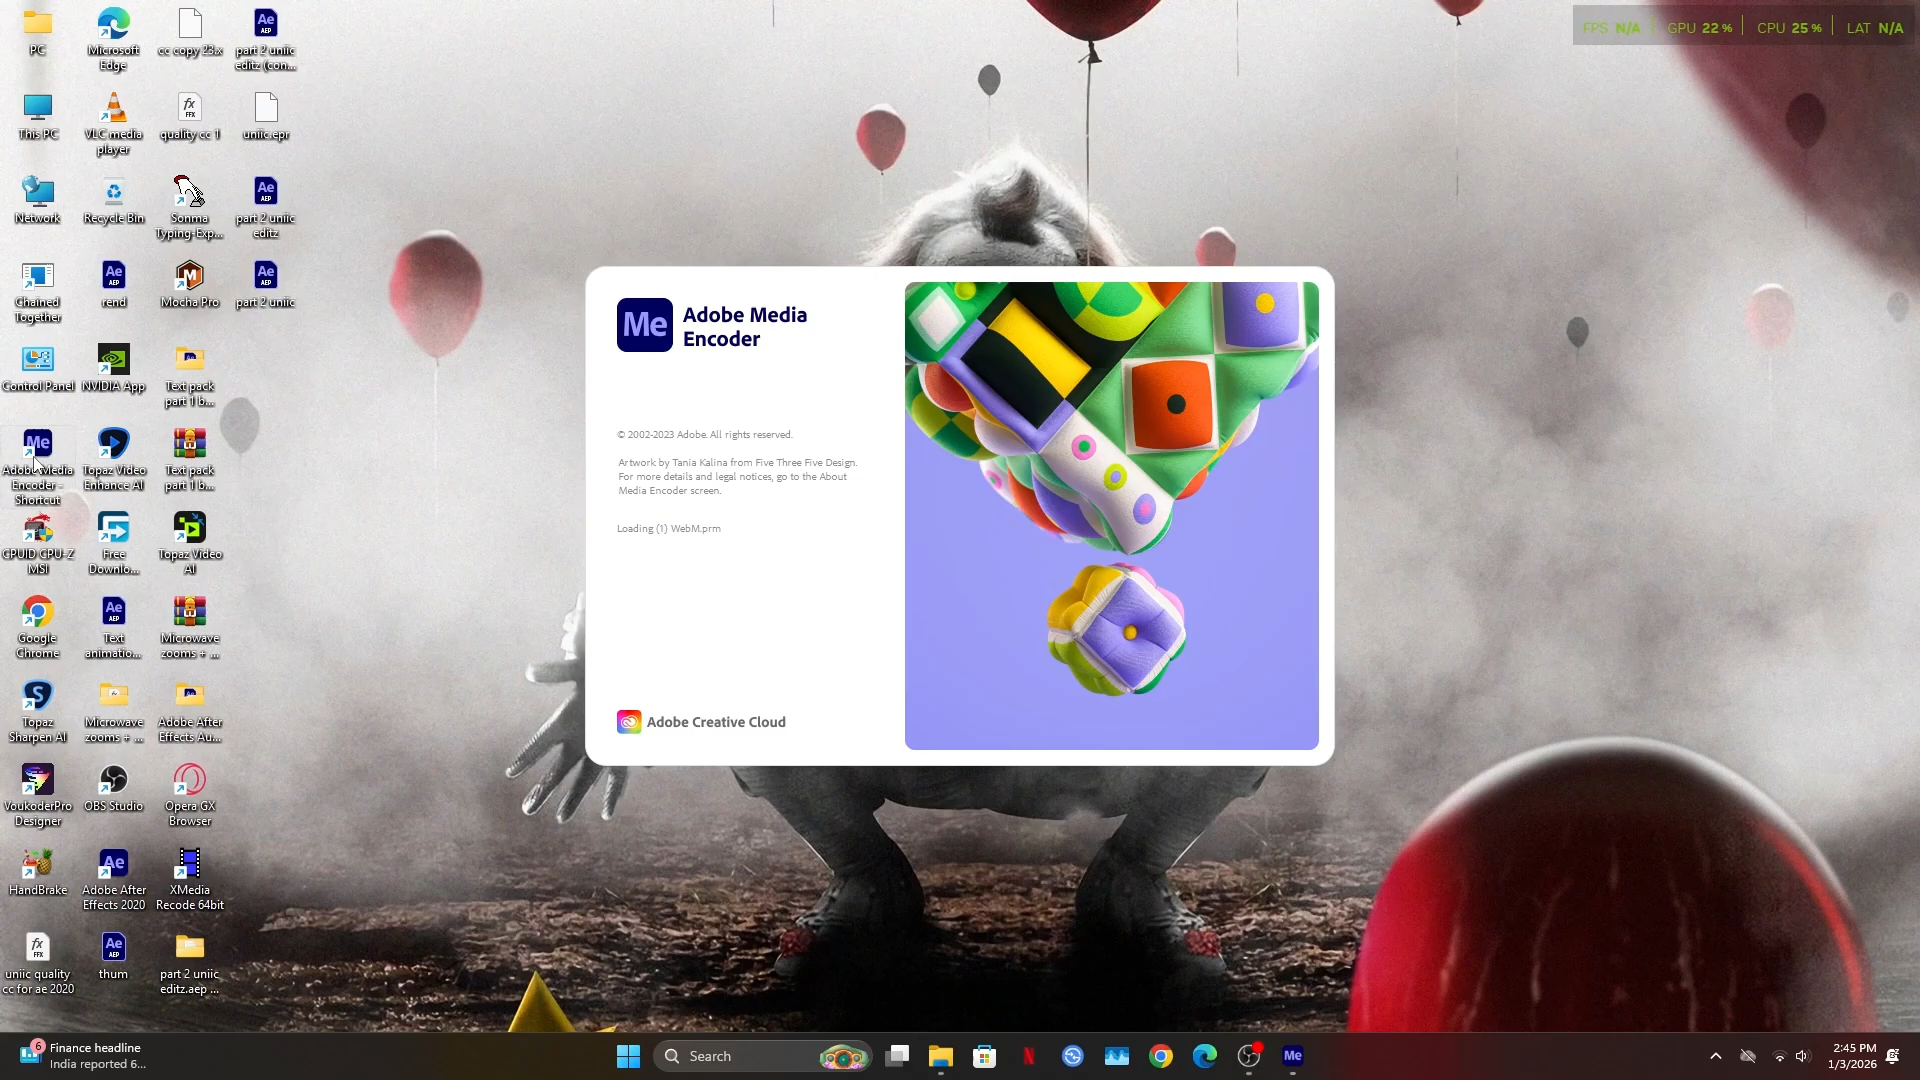 PC
Microsoft
Edge
cc copy 23.x
part 2 uniic
editz (con...
This PC
VLC media
player
quality cc 1
uniic.epr
Network
Recycle Bin
Sonma
Typing-Exp...
part 2 uniic
editz
Chained
Together
rend
Mocha Pro
part 2 uniic
Control Panel
NVIDIA App
Text pack
part 1 b...
Adobe Media
Encoder -
Shortcut
Topaz Video
Enhance AI
Text pack
part 1 b...
CPUID CPU-Z
MSI
Free
Downlo...
Topaz Video
AI
Google
Chrome
Text
animatio...
Microwave
zooms + ...
Topaz
Sharpen AI
Microwave
zooms + ...
Adobe After
Effects Au...
VoukoderPro
Designer
OBS Studio
Opera GX
Browser
HandBrake
Adobe After
Effects 2020
XMedia
Recode 64bit
uniic quality
cc for ae 2020
thum
part 2 uniic
editz.aep ...
FPS N/A GPU 22 % CPU 25 % LAT N/A
Me
Adobe Media
Encoder
© 2002-2023 Adobe. All rights reserved.
Artwork by Tania Kalina from Five Three Five Design.
For more details and legal notices, go to the About
Media Encoder screen.
Loading (1) WebM.prm
Adobe Creative Cloud
6
Finance headline
India reported 6...
Search
Me
2:45 PM
1/3/2026